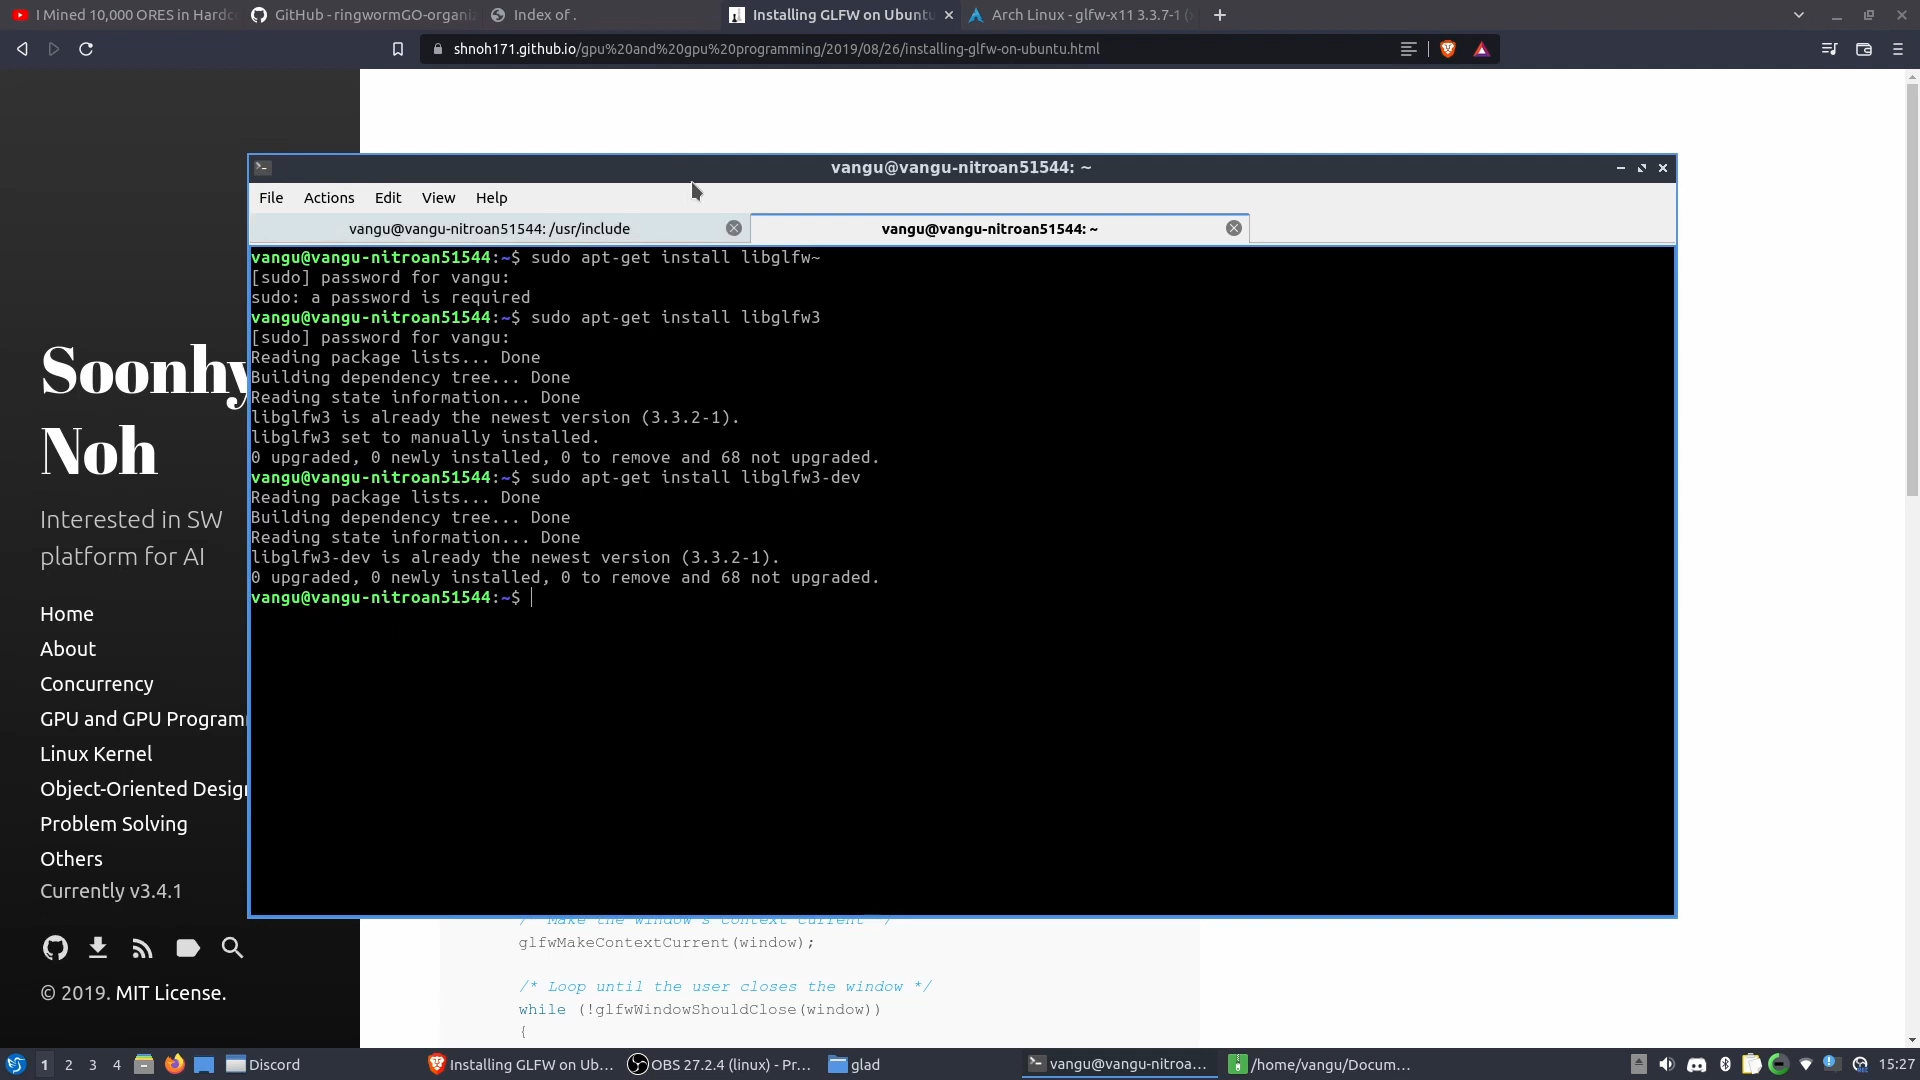 I Mined 10,000 ORES in Hardc
GitHub - ringwormGO-organiz
Index of .
Installing GLFW on Ubuntu
Arch Linux - glfw-x11 3.3.7-1 (
shnoh171.github.io/gpu%20and%20gpu%20programming/2019/08/26/installing-glfw-on-ubuntu.html
vangu@vangu-nitroan51544: ~
File Actions Edit View Help
vangu@vangu-nitroan51544: /usr/include
vangu@vangu-nitroan51544: ~
vangu@vangu-nitroan51544:~$ sudo apt-get install libglfw~
[sudo] password for vangu:
sudo: a password is required
vangu@vangu-nitroan51544:~$ sudo apt-get install libglfw3
[sudo] password for vangu:
Reading package lists... Done
Building dependency tree... Done
Reading state information... Done
libglfw3 is already the newest version (3.3.2-1).
libglfw3 set to manually installed.
0 upgraded, 0 newly installed, 0 to remove and 68 not upgraded.
vangu@vangu-nitroan51544:~$ sudo apt-get install libglfw3-dev
Reading package lists... Done
Building dependency tree... Done
Reading state information... Done
libglfw3-dev is already the newest version (3.3.2-1).
0 upgraded, 0 newly installed, 0 to remove and 68 not upgraded.
vangu@vangu-nitroan51544:~$
Soonhy
Noh
Interested in SW
platform for AI
Home
About
Concurrency
GPU and GPU Programm
Linux Kernel
Object-Oriented Design
Problem Solving
Others
Currently v3.4.1
© 2019. MIT License.
/* Make the window's context current */
glfwMakeContextCurrent(window);
/* Loop until the user closes the window */
while (!glfwWindowShouldClose(window))
{
1 2 3 4
Discord
Installing GLFW on Ub...
OBS 27.2.4 (linux) - Pr...
glad
vangu@vangu-nitroa...
/home/vangu/Docum...
15:27